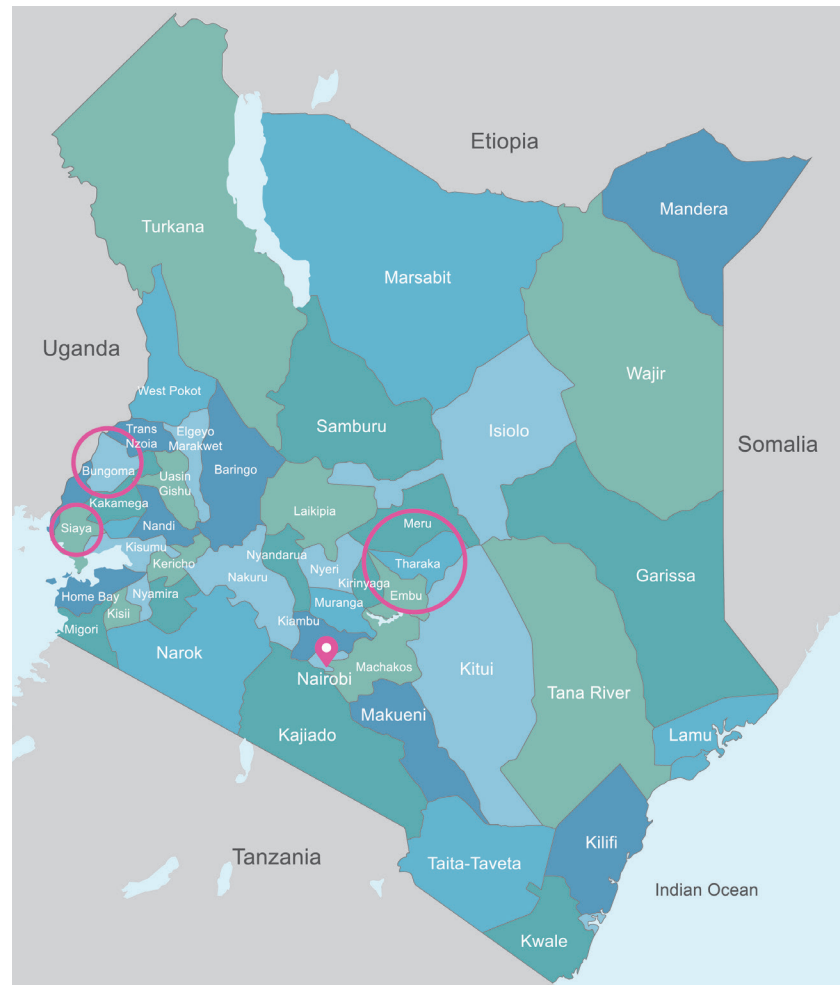 Etiopia
Mandera
Turkana
Marsabit
Uganda
Wajir
West Pokot
Trans
Nzoia
Elgeyo
Marakwet
Samburu
Isiolo
Somalia
Bungoma
Uasin
Gishu
Baringo
Kakamega
Laikipia
Meru
Siaya
Nandi
Kisumu
Nyandarua
Tharaka
Kericho
Nyeri
Garissa
Nakuru
Kirinyaga
Home Bay
Nyamira
Embu
Muranga
Kisii
Kiambu
Migori
Narok
Machakos
Kitui
Nairobi
Tana River
Makueni
Kajiado
Lamu
Kilifi
Tanzania
Taita-Taveta
Indian Ocean
Kwale